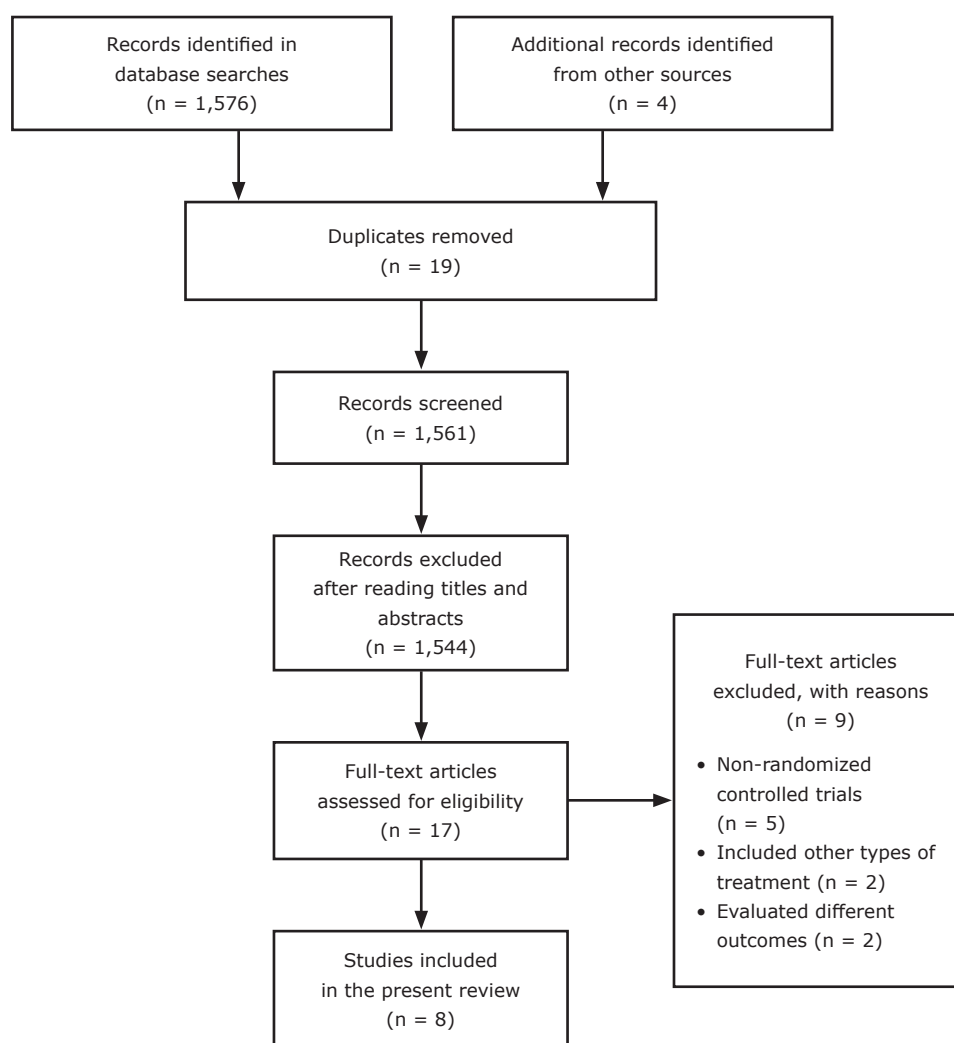 Records identified in
database searches
(n = 1,576)
Additional records identified
from other sources
(n = 4)
Duplicates removed
(n = 19)
Records screened
(n = 1,561)
Records excluded
after reading titles and
abstracts
(n = 1,544)
Full-text articles
assessed for eligibility
(n = 17)
Full-text articles
excluded, with reasons
(n = 9)
• Non-randomized
controlled trials
(n = 5)
• Included other types of
treatment (n = 2)
• Evaluated different
outcomes (n = 2)
Studies included
in the present review
(n = 8)